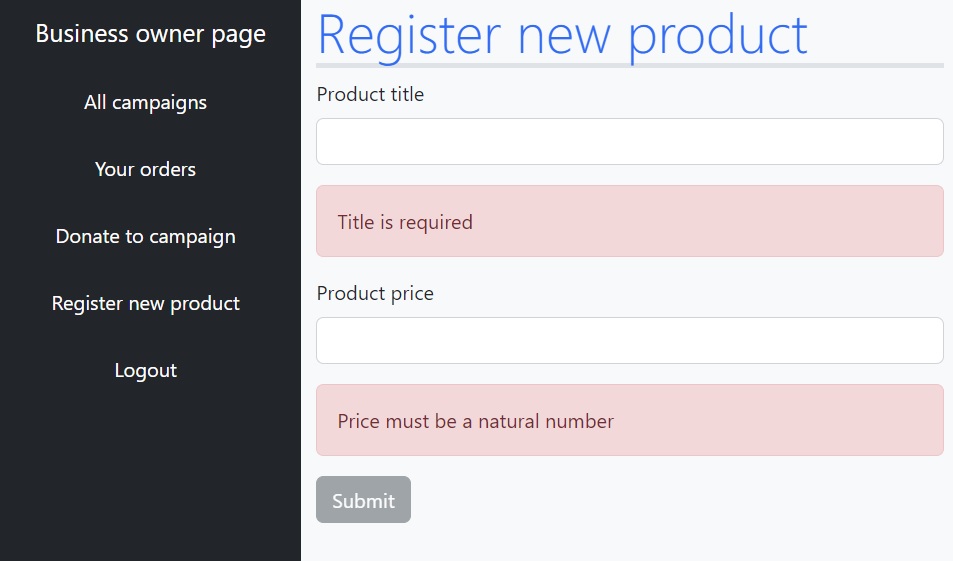 Business owner page
All campaigns
Your orders
Donate to campaign
Register new product
Logout
Register new product
Product title
Title is required
Product price
Price must be a natural number
Submit